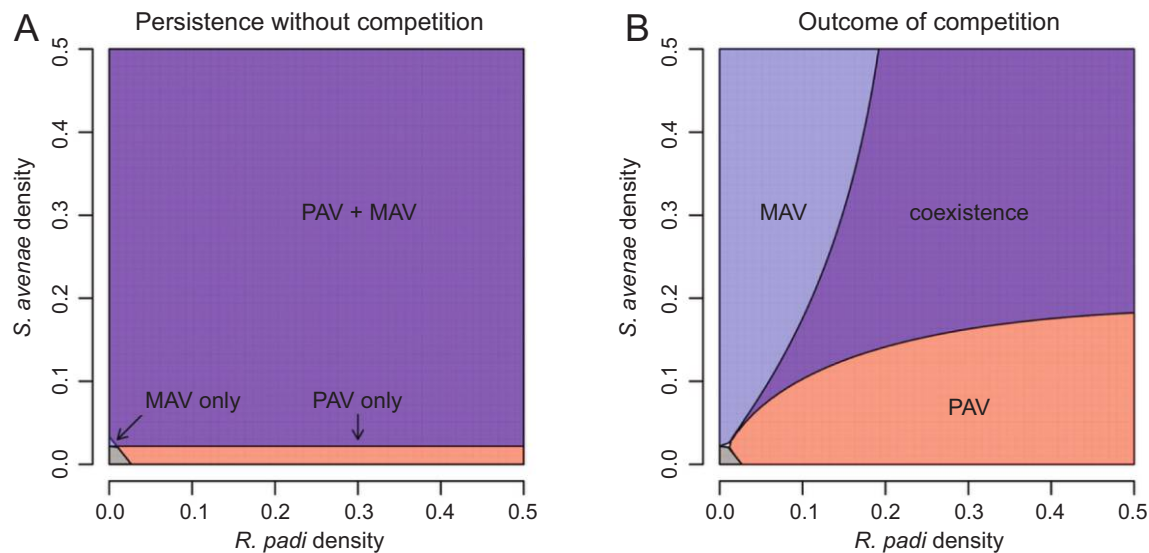 A
Persistence without competition
0.5
0.4
0.3
0.2
0.1
0.0
S. avenae density
PAV + MAV
MAV only
PAV only
0.0 0.1 0.2 0.3 0.4 0.5
R. padi density
B
Outcome of competition
0.5
0.4
0.3
0.2
0.1
0.0
S. avenae density
MAV
coexistence
PAV
0.0 0.1 0.2 0.3 0.4 0.5
R. padi density